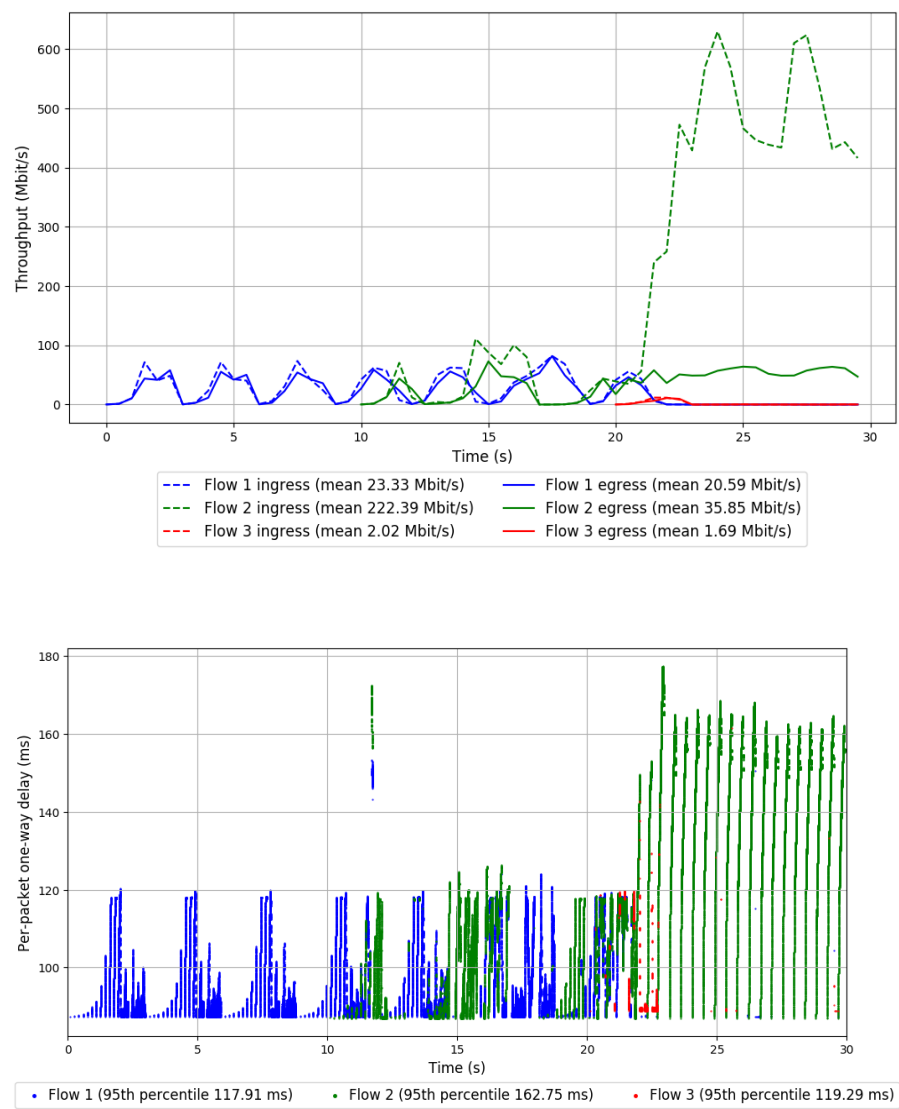 600
500
400
300
200
100
0
Throughput (Mbit/s)
0 5 10 15 20 25 30
Time (s)
Flow 1 ingress (mean 23.33 Mbit/s) Flow 1 egress (mean 20.59 Mbit/s)
Flow 2 ingress (mean 222.39 Mbit/s) Flow 2 egress (mean 35.85 Mbit/s)
Flow 3 ingress (mean 2.02 Mbit/s) Flow 3 egress (mean 1.69 Mbit/s)
180
160
140
120
100
Per-packet one-way delay (ms)
0 5 10 15 20 25 30
Time (s)
Flow 1 (95th percentile 117.91 ms) Flow 2 (95th percentile 162.75 ms) Flow 3 (95th percentile 119.29 ms)